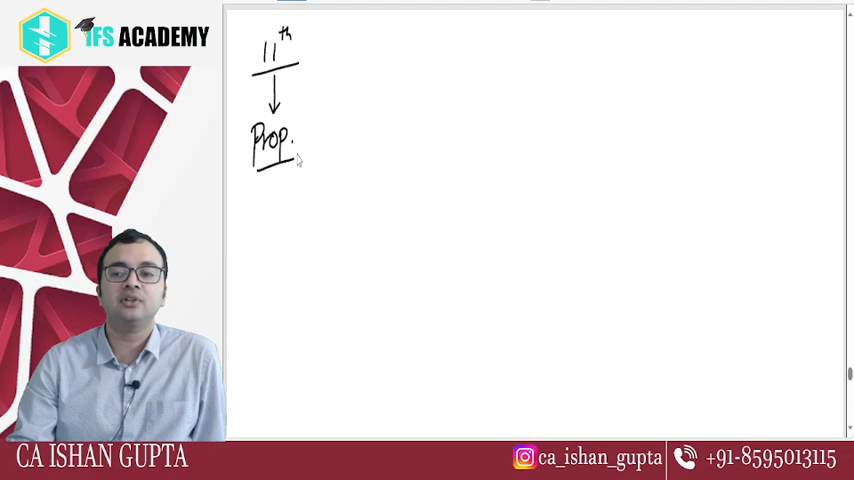 IFS ACADEMY
11th
Prop.
CA ISHAN GUPTA
ca_ishan_gupta
+91-8595013115